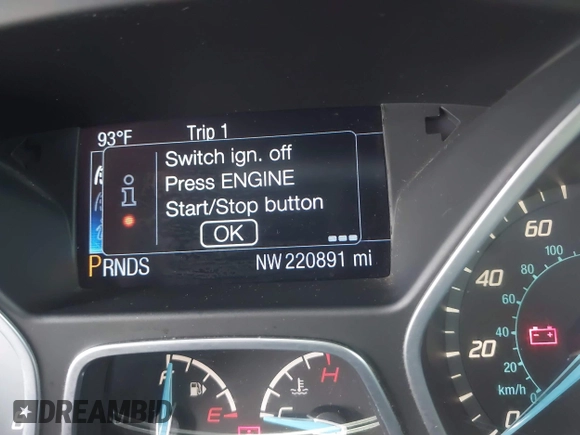 93°F Trip 1
Switch ign. off
Press ENGINE
Start/Stop button
OK
PRNDS NW 220891 mi
F E
H C
60
40
20
0
100
80
60
40
20
0
km/h
DREAMBID